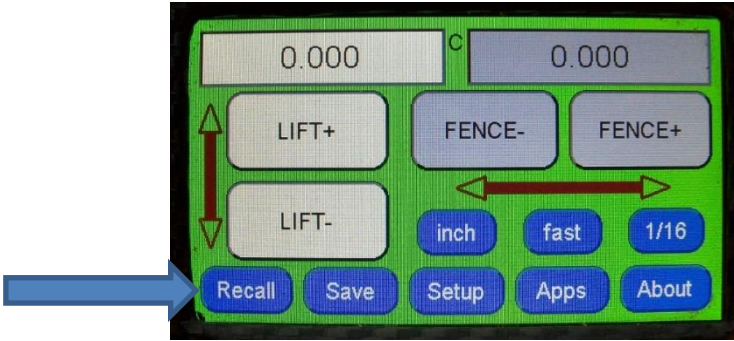 0.000 C 0.000
LIFT+ FENCE- FENCE+
LIFT- inch fast 1/16
Recall Save Setup Apps About